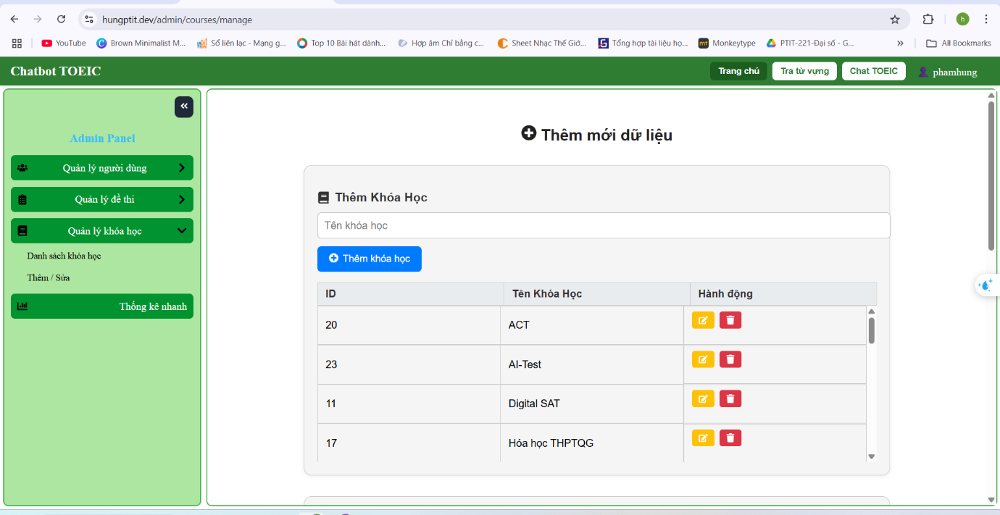 hungptit.dev/admin/courses/manage
h
YouTube
Brown Minimalist M...
Sổ liên lạc - Mạng g...
Top 10 Bài hát dành...
Hợp âm Chỉ bằng c...
Sheet Nhạc Thế Giớ...
Tổng hợp tài liệu họ...
mt Monkeytype
PTIT-221-Đại số - G...
All Bookmarks
Chatbot TOEIC
Trang chủ
Tra từ vựng
Chat TOEIC
phamhung
Admin Panel
Quản lý người dùng
Quản lý đề thi
Quản lý khóa học
Danh sách khóa học
Thêm / Sửa
Thống kê nhanh
Thêm mới dữ liệu
Thêm Khóa Học
Tên khóa học
Thêm khóa học
ID Tên Khóa Học Hành động
20 ACT
23 AI-Test
11 Digital SAT
17 Hóa học THPTQG